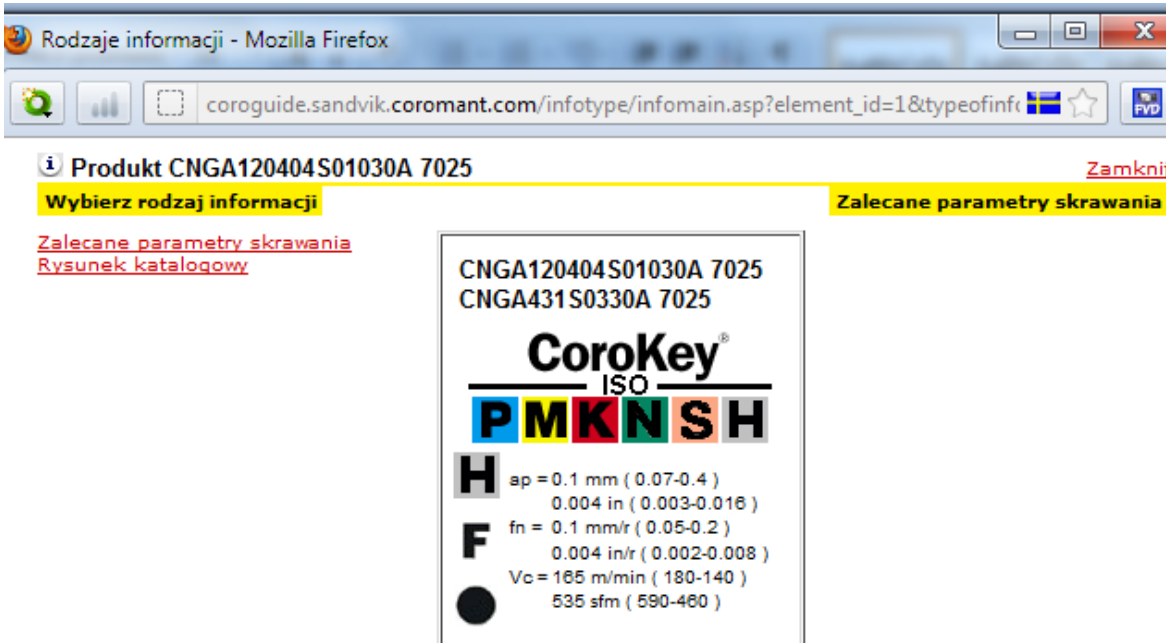 Rodzaje informacji - Mozilla Firefox
coroguide.sandvik.coromant.com/infotype/infomain.asp?element_id=1&typeofinfo
FVD
Produkt CNGA120404S01030A 7025
Zamknij
Wybierz rodzaj informacji
Zalecane parametry skrawania
Zalecane parametry skrawania
Rysunek katalogowy
CNGA120404S01030A 7025
CNGA431S0330A 7025
CoroKey®
ISO
P M K N S H
H
ap = 0.1 mm ( 0.07-0.4 )
0.004 in ( 0.003-0.016 )
F
fn = 0.1 mm/r ( 0.05-0.2 )
0.004 in/r ( 0.002-0.008 )
Vc = 165 m/min ( 180-140 )
535 sfm ( 590-460 )